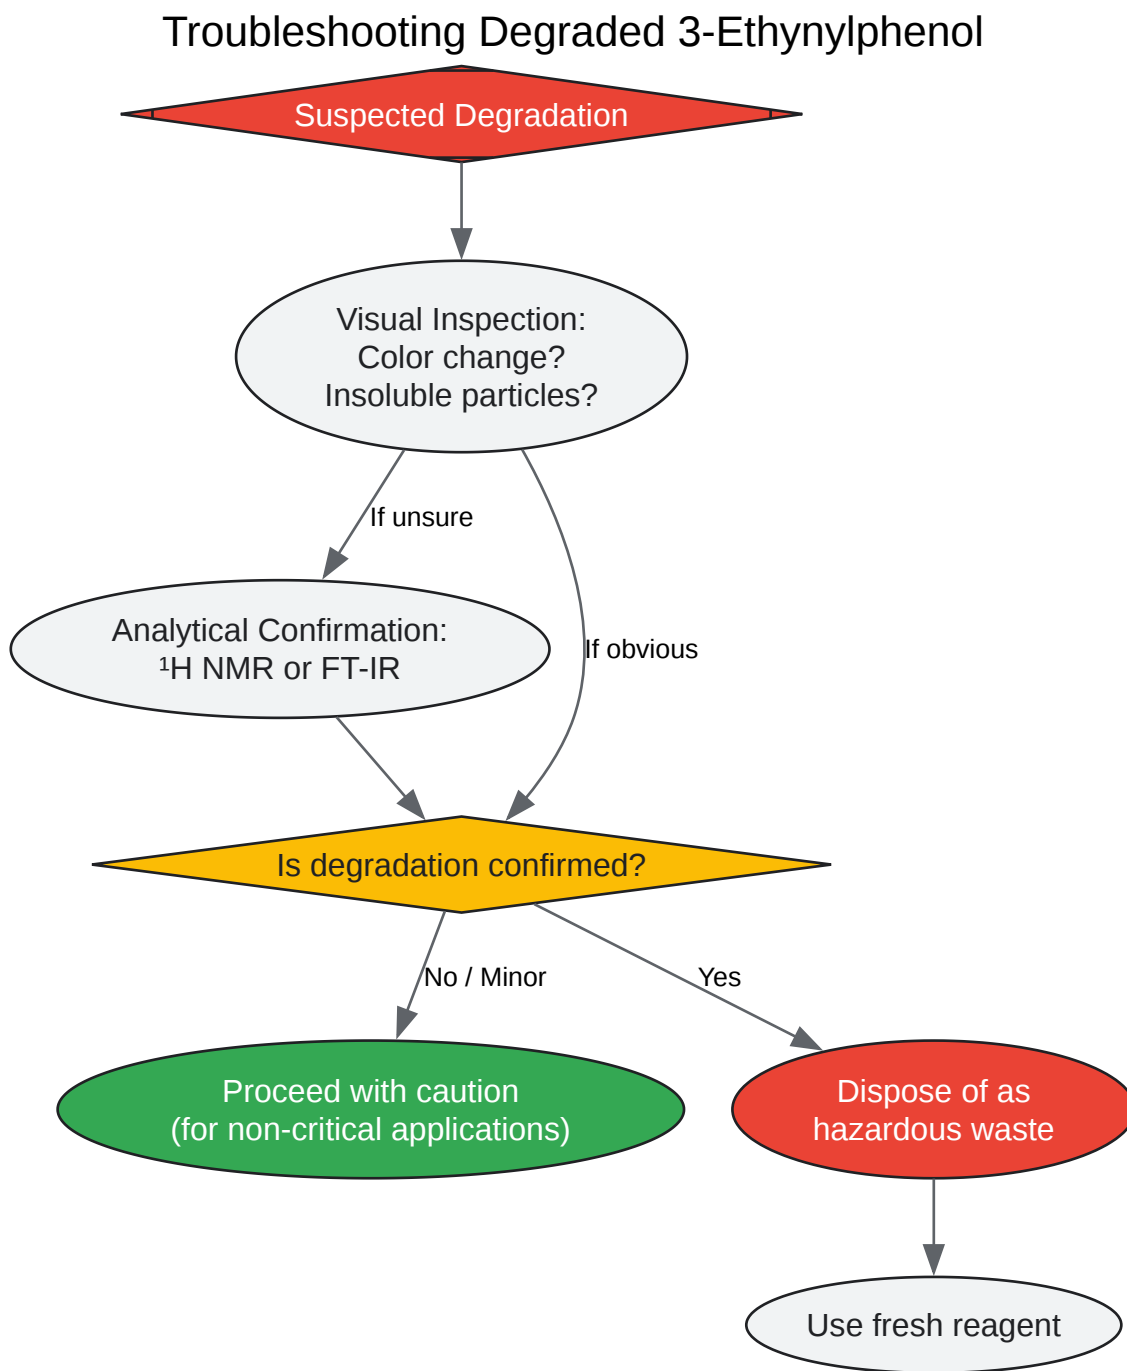 Troubleshooting Degraded 3-Ethynylphenol
Suspected Degradation
Visual Inspection:
Color change?
Insoluble particles?
If unsure
Analytical Confirmation:
¹H NMR or FT-IR
If obvious
Is degradation confirmed?
No / Minor
Yes
Proceed with caution
(for non-critical applications)
Dispose of as
hazardous waste
Use fresh reagent